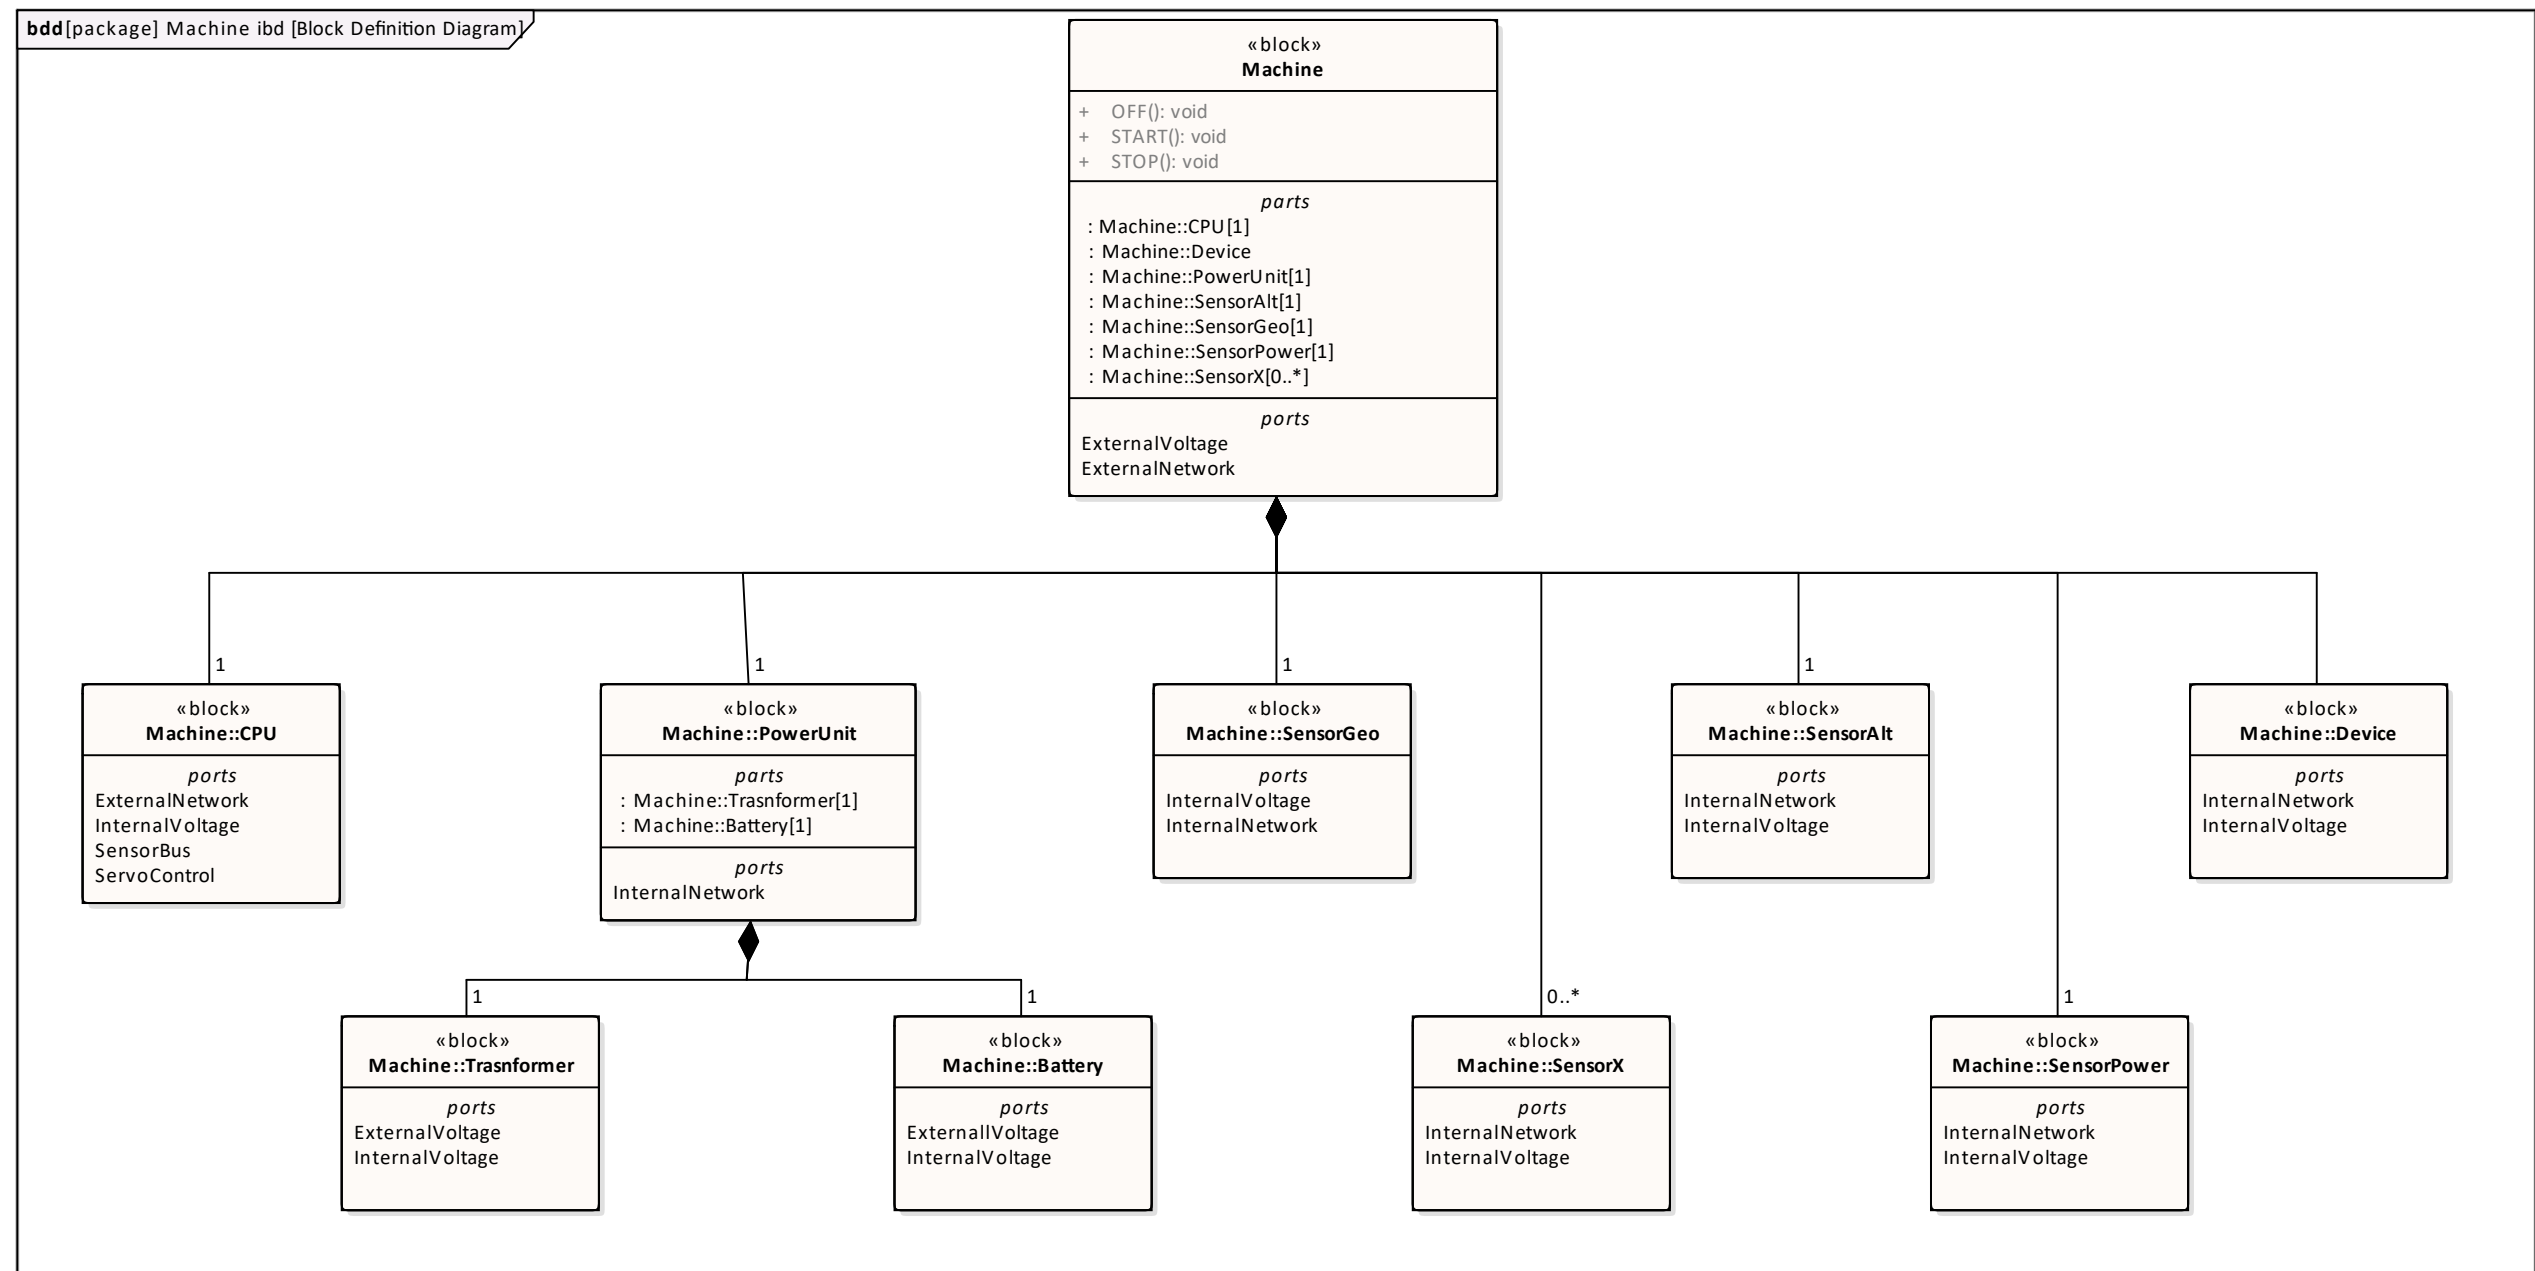 bdd[package] Machine ibd [Block Definition Diagram]
«block»
Machine
+ OFF(): void
+ START(): void
+ STOP(): void
parts
: Machine::CPU[1]
: Machine::Device
: Machine::PowerUnit[1]
: Machine::SensorAlt[1]
: Machine::SensorGeo[1]
: Machine::SensorPower[1]
: Machine::SensorX[0..*]
ports
ExternalVoltage
ExternalNetwork
1
«block»
Machine::CPU
ports
ExternalNetwork
InternalVoltage
SensorBus
ServoControl
1
«block»
Machine::PowerUnit
parts
: Machine::Trasnformer[1]
: Machine::Battery[1]
ports
InternalNetwork
1
«block»
Machine::SensorGeo
ports
InternalVoltage
InternalNetwork
1
«block»
Machine::SensorAlt
ports
InternalNetwork
InternalVoltage
«block»
Machine::Device
ports
InternalNetwork
InternalVoltage
1
«block»
Machine::Trasnformer
ports
ExternalVoltage
InternalVoltage
1
«block»
Machine::Battery
ports
ExternallVoltage
InternalVoltage
0..*
«block»
Machine::SensorX
ports
InternalNetwork
InternalVoltage
1
«block»
Machine::SensorPower
ports
InternalNetwork
InternalVoltage